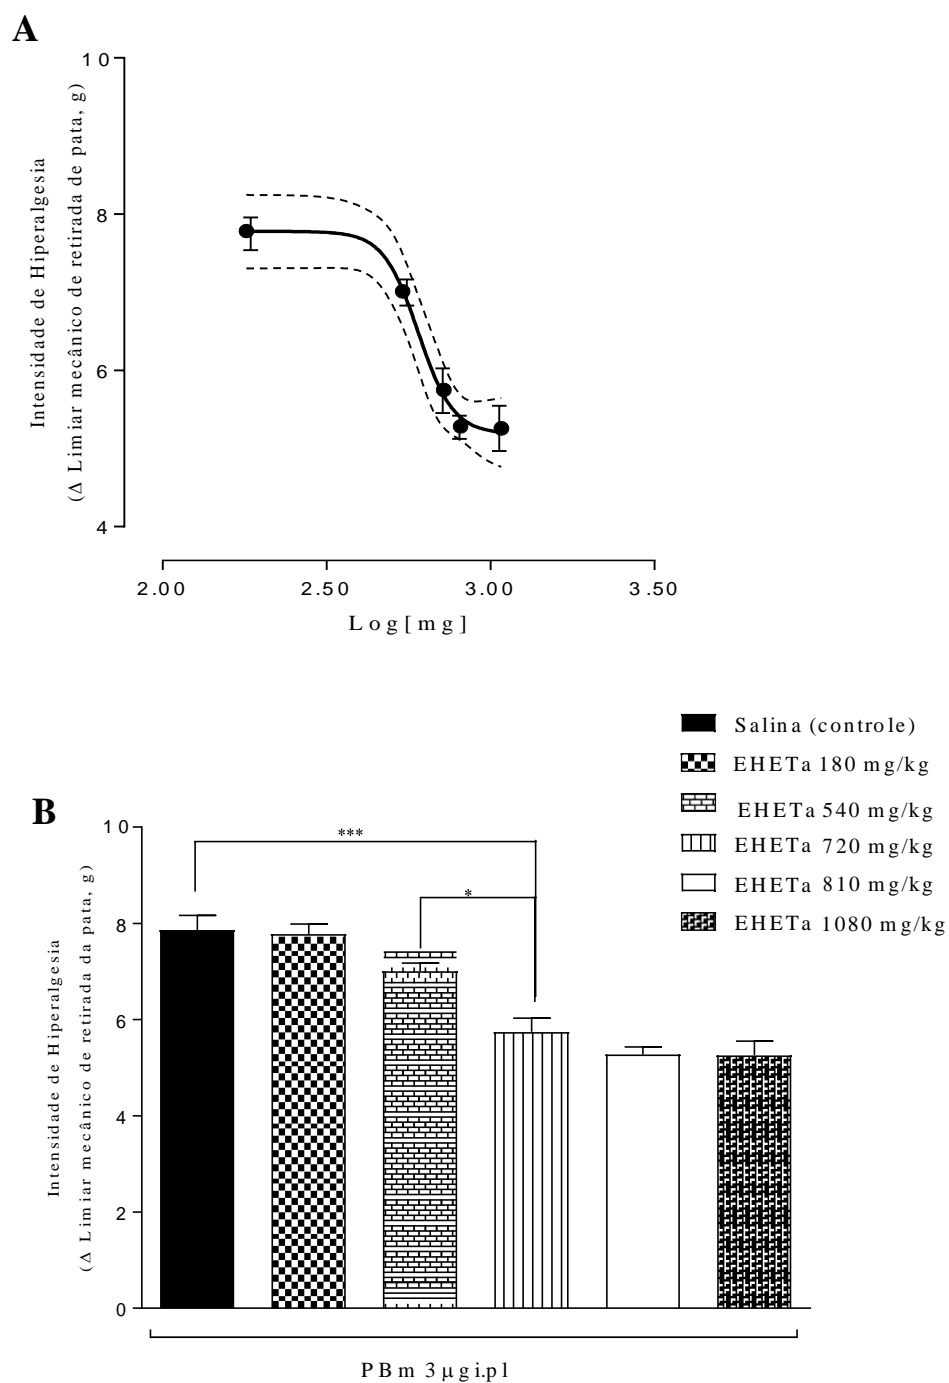 A
Intensidade de Hiperalgesia
(Δ Limiar mecânico de retirada de pata, g)
10
8
6
4
2.00 2.50 3.00 3.50
Log[mg]
Salina (controle)
EHETa 180 mg/kg
EHETa 540 mg/kg
EHETa 720 mg/kg
EHETa 810 mg/kg
EHETa 1080 mg/kg
B
Intensidade de Hiperalgesia
(Δ Limiar mecânico de retirada da pata, g)
10
8
6
4
2
0
***
*
PBm 3 μg i.pl